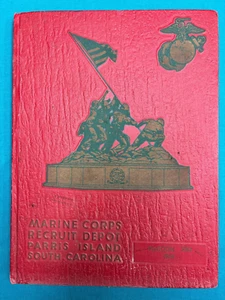 MARINE CORPS
RECRUIT DEPOT
PARRIS ISLAND
SOUTH CAROLINA